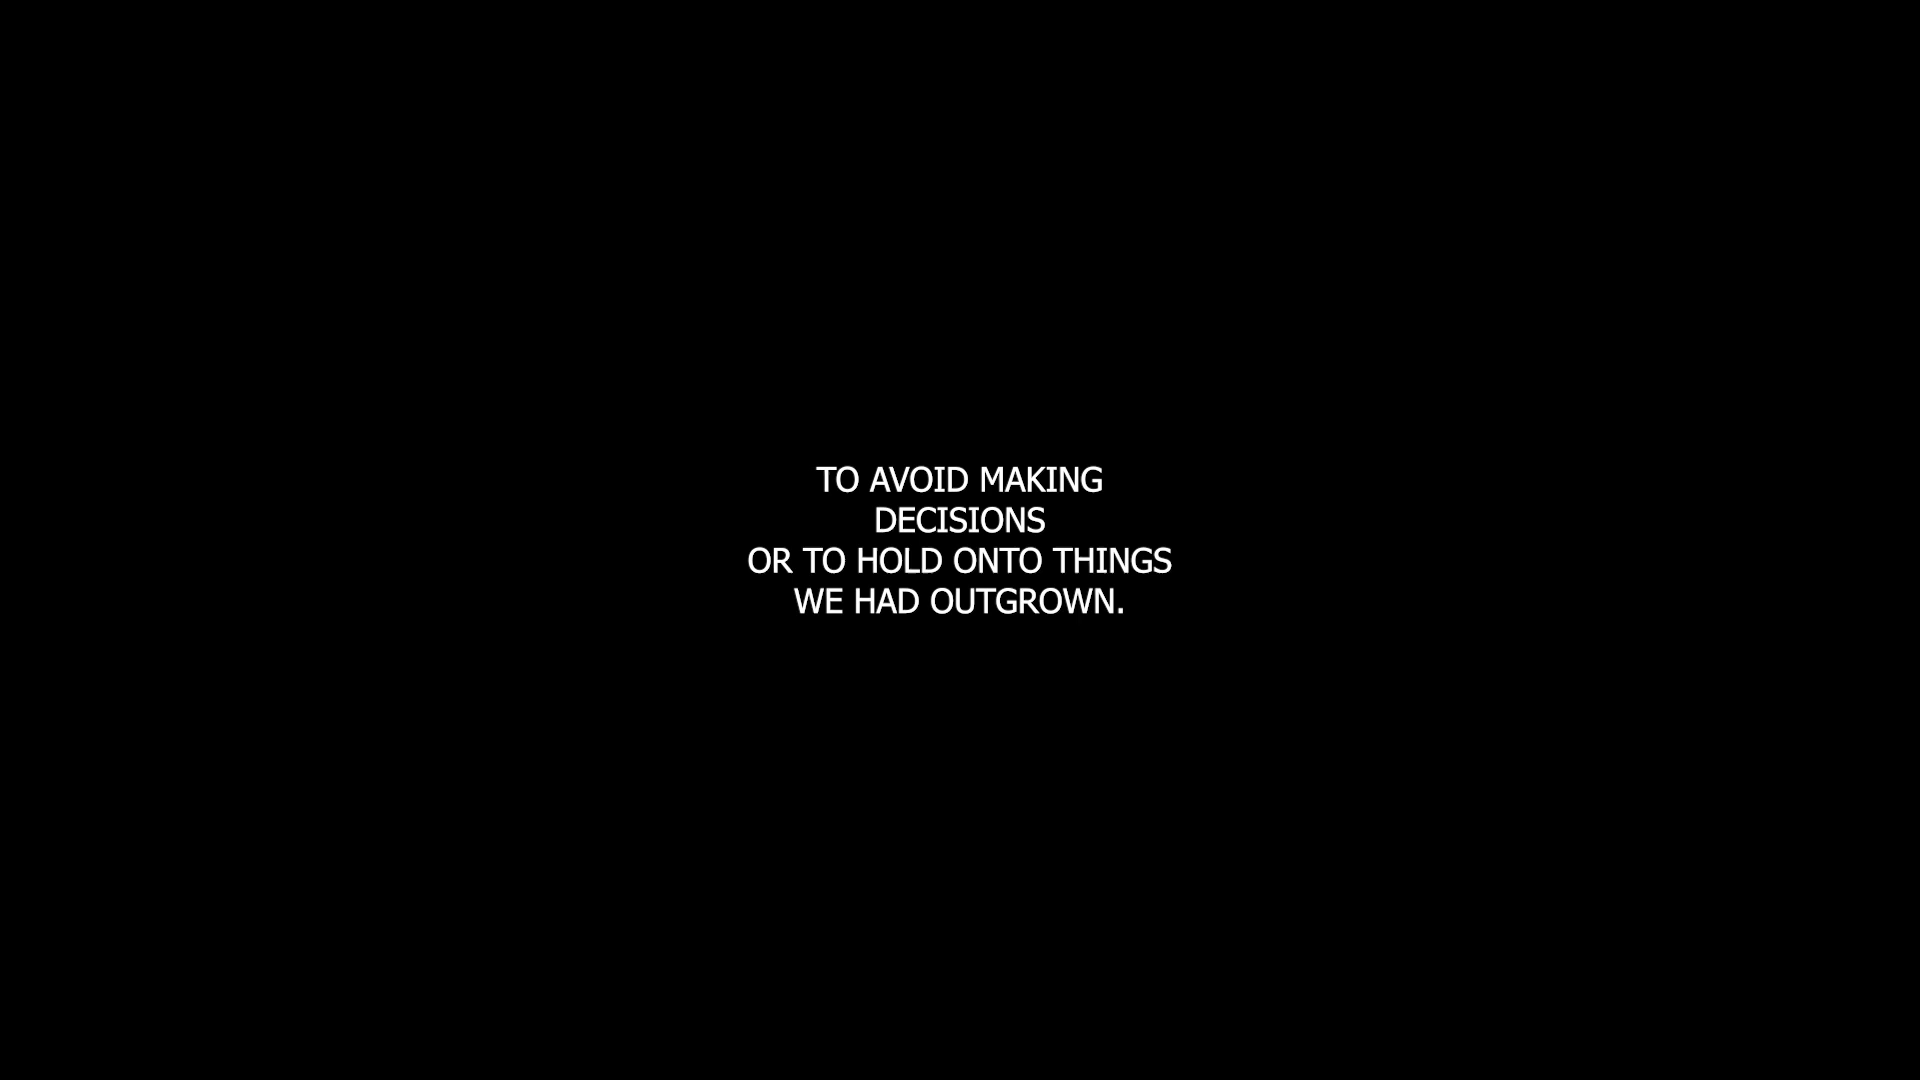 TO AVOID MAKING
DECISIONS
OR TO HOLD ONTO THINGS
WE HAD OUTGROWN.